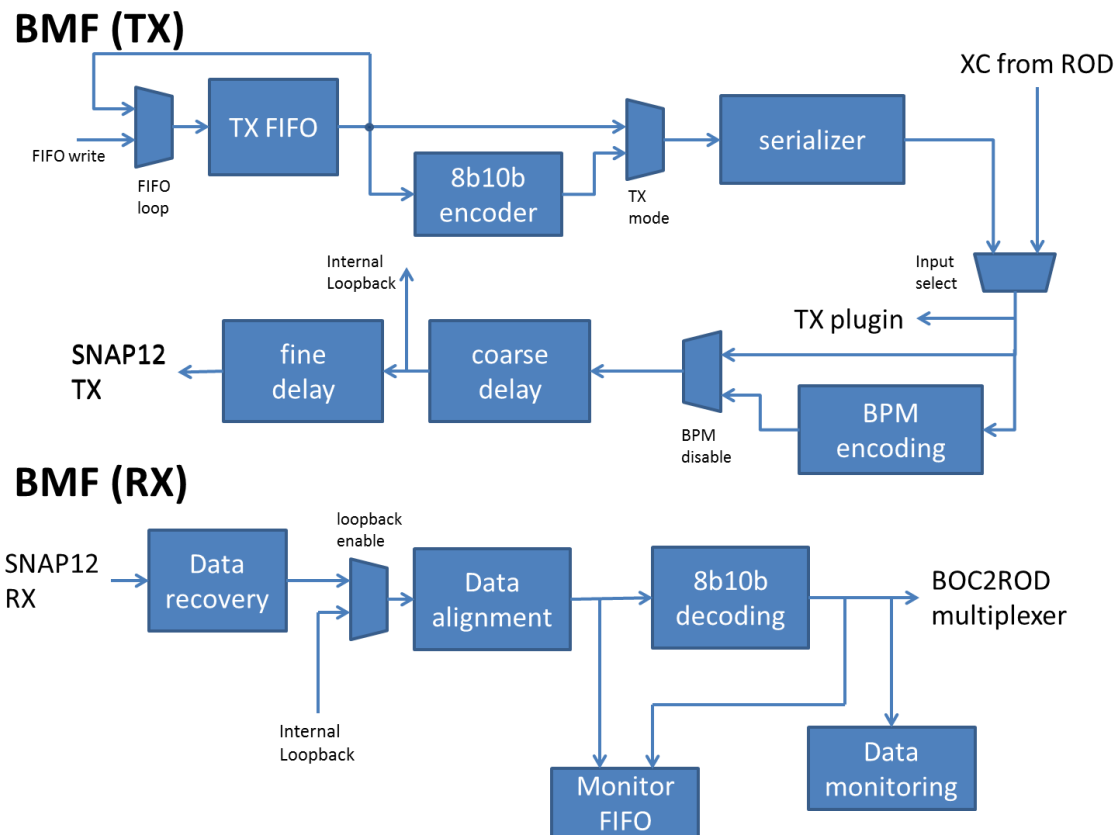 BMF (TX)
XC from ROD
TX FIFO
serializer
FIFO write
FIFO
loop
8b10b
encoder
TX
mode
Internal
Loopback
Input
select
TX plugin
SNAP12
TX
fine
delay
coarse
delay
BPM
disable
BPM
encoding
BMF (RX)
loopback
enable
SNAP12
RX
Data
recovery
Data
alignment
8b10b
decoding
BOC2ROD
multiplexer
Internal
Loopback
Monitor
FIFO
Data
monitoring